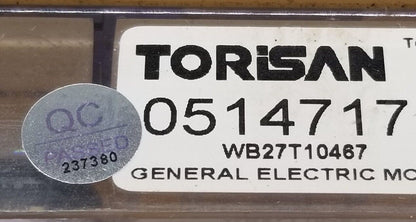 TORiSAN
QC
PASSED
237380
0514717
WB27T10467
GENERAL ELECTRIC MO